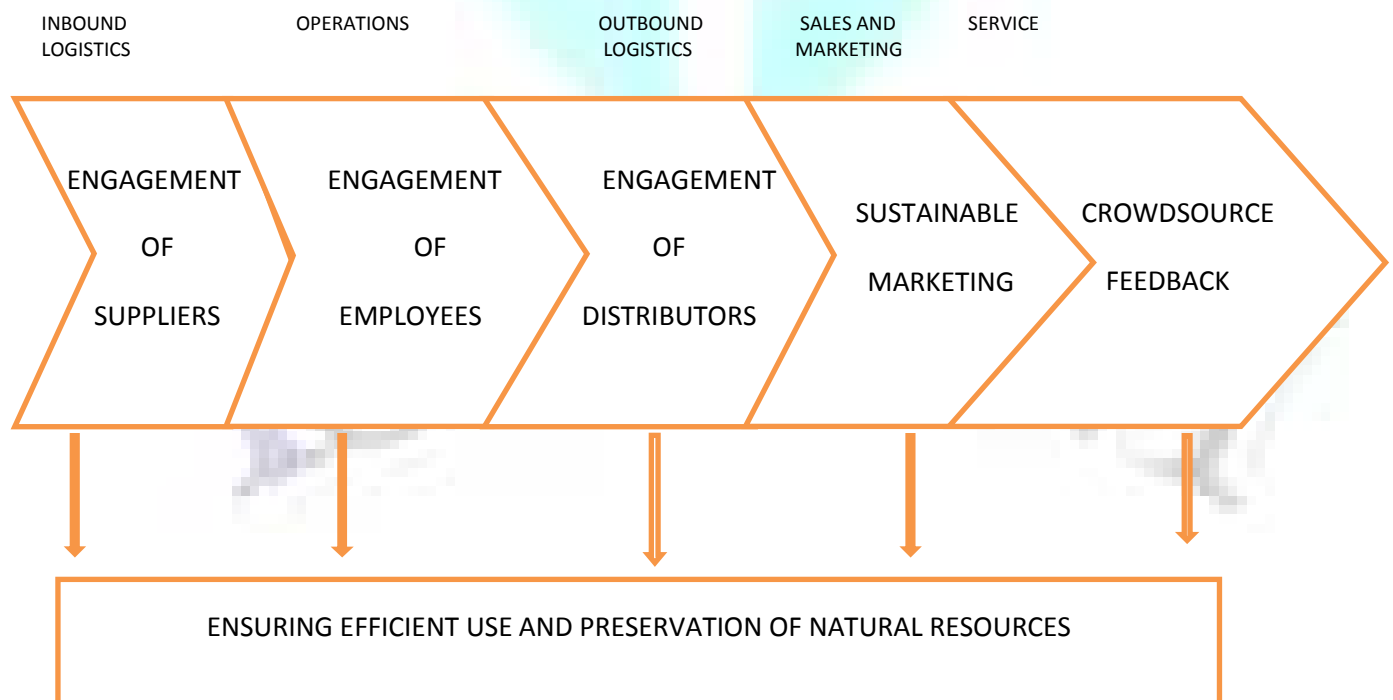 INBOUND
LOGISTICS
OPERATIONS
OUTBOUND
LOGISTICS
SALES AND
MARKETING
SERVICE
ENGAGEMENT
OF
SUPPLIERS
ENGAGEMENT
OF
EMPLOYEES
ENGAGEMENT
OF
DISTRIBUTORS
SUSTAINABLE
MARKETING
CROWDSOURCE
FEEDBACK
ENSURING EFFICIENT USE AND PRESERVATION OF NATURAL RESOURCES